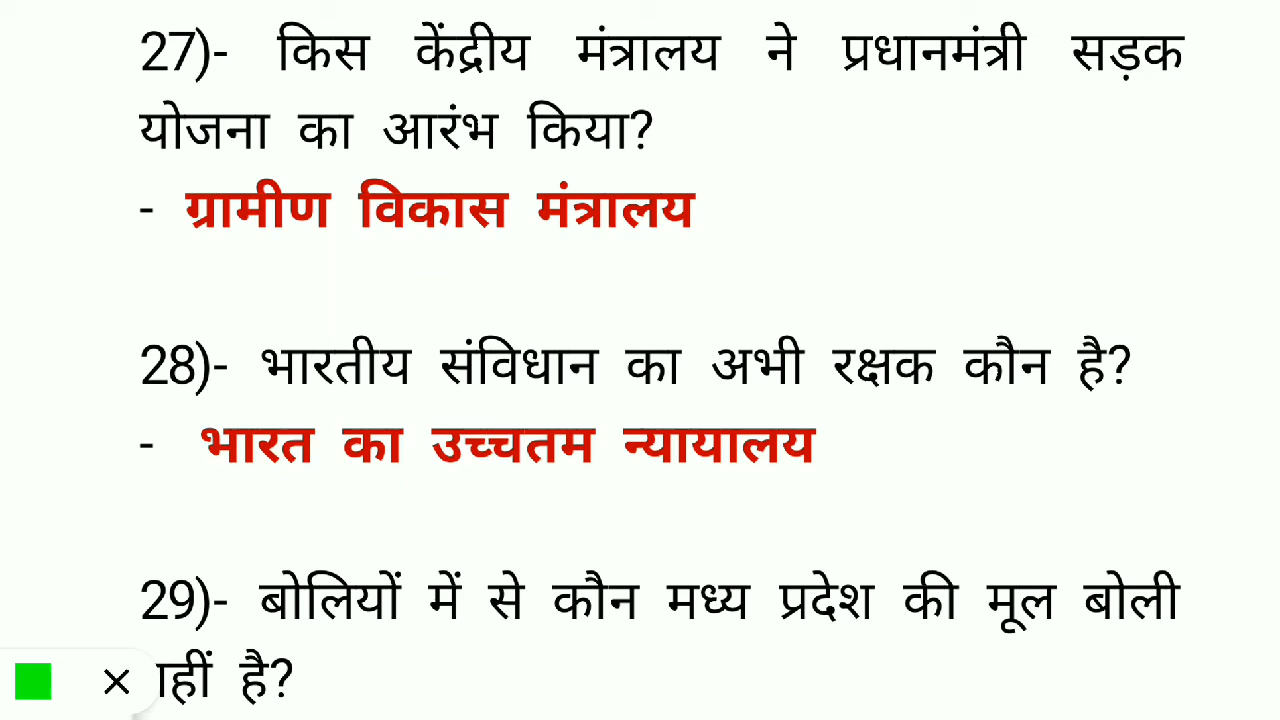 27)- किस केंद्रीय मंत्रालय ने प्रधानमंत्री सड़क
योजना का आरंभ किया?
- ग्रामीण विकास मंत्रालय
28)- भारतीय संविधान का अभी रक्षक कौन है?
- भारत का उच्चतम न्यायालय
29)- बोलियों में से कौन मध्य प्रदेश की मूल बोली
है?